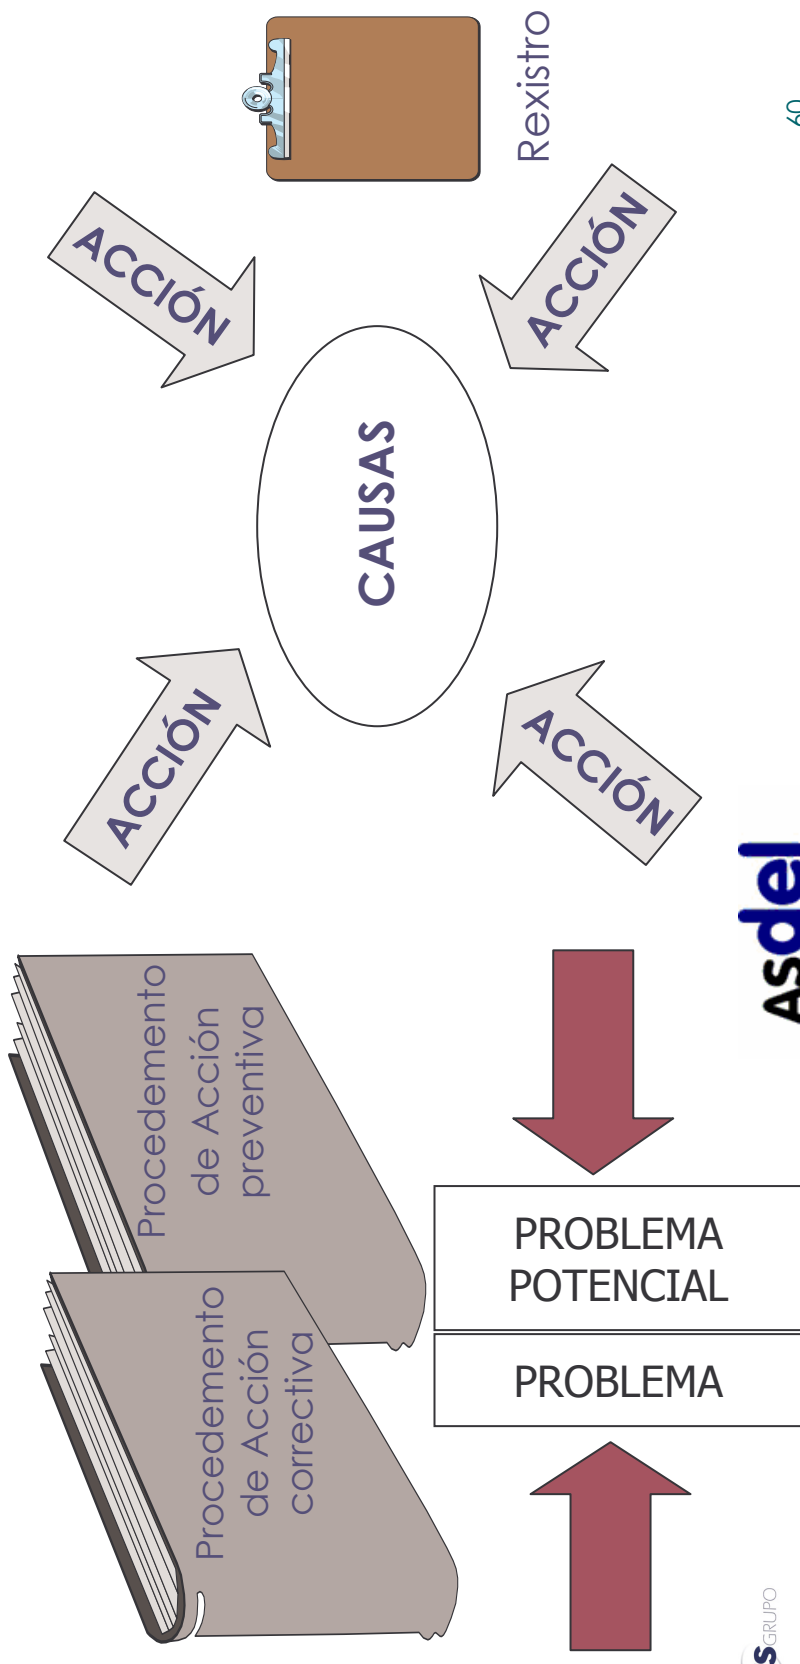 Procedemento
de Acción
correctiva
Procedemento
de Acción
preventiva
ACCIÓN
ACCIÓN
CAUSAS
ACCIÓN
ACCIÓN
Rexistro
PROBLEMA
PROBLEMA
POTENCIAL
s GRUPO
Asdel
60